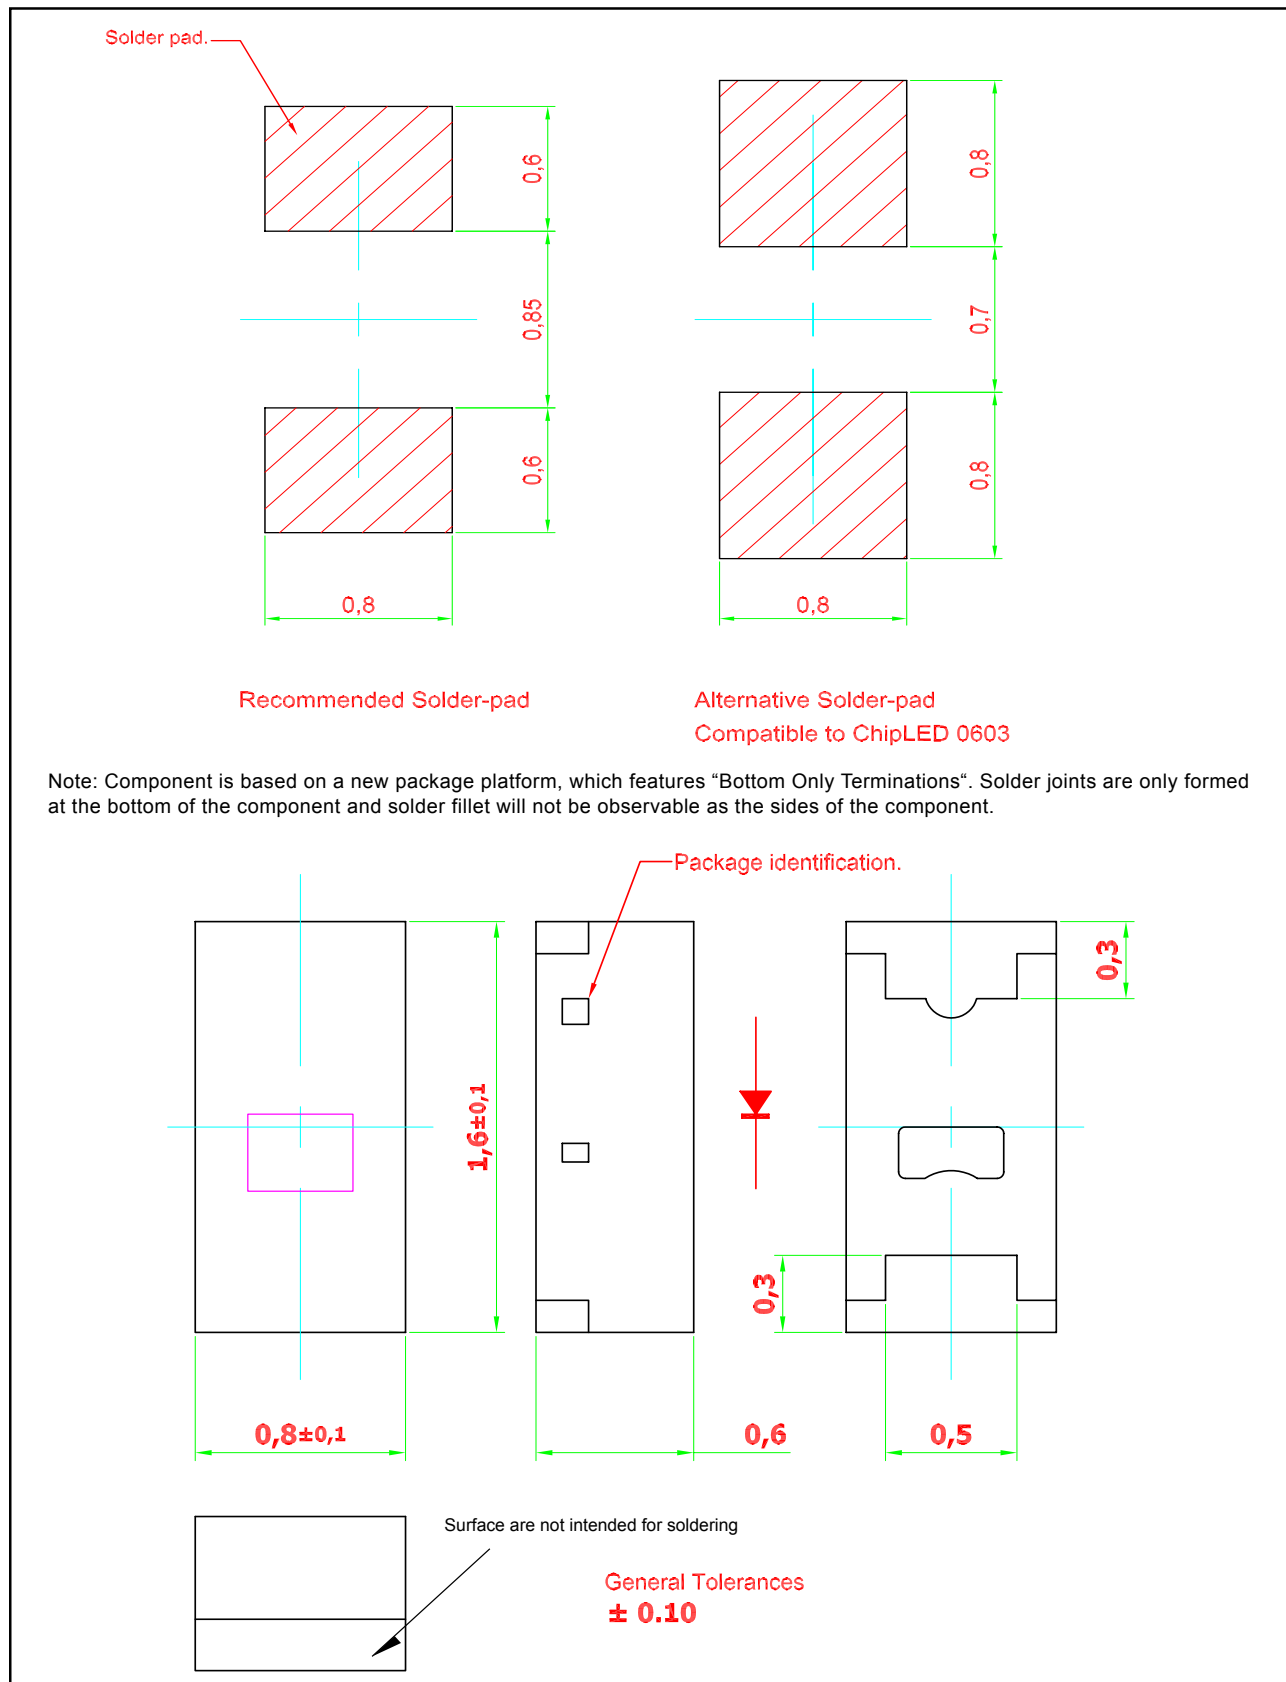 Solder pad.
0,6
0,85
0,6
0,8
0,8
0,7
0,8
0,8
Recommended Solder-pad
Alternative Solder-pad
Compatible to ChipLED 0603
Note: Component is based on a new package platform, which features “Bottom Only Terminations“. Solder joints are only formed
at the bottom of the component and solder fillet will not be observable as the sides of the component.
Package identification.
1,6±0,1
0,3
0,3
0,8±0,1
0,6
0,5
Surface are not intended for soldering
General Tolerances
± 0.10